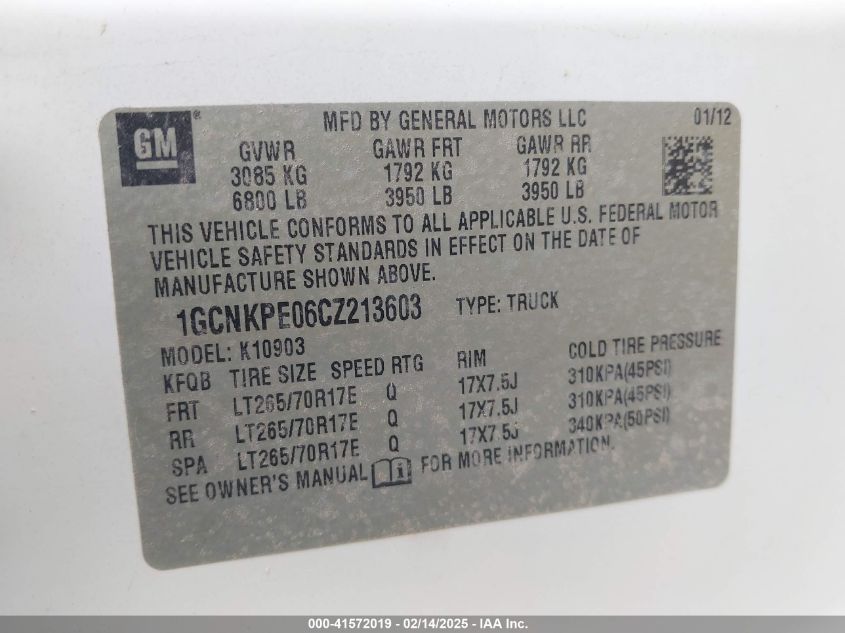 GM ® MFD BY GENERAL MOTORS LLC 01/12
GVWR GAWR FRT GAWR RR
3085 KG 1792 KG 1792 KG
6800 LB 3950 LB 3950 LB
THIS VEHICLE CONFORMS TO ALL APPLICABLE U.S. FEDERAL MOTOR
VEHICLE SAFETY STANDARDS IN EFFECT ON THE DATE OF
MANUFACTURE SHOWN ABOVE.
1GCNKPE06CZ213603 TYPE: TRUCK
MODEL: K10903
KFQB TIRE SIZE SPEED RTG RIM COLD TIRE PRESSURE
FRT LT265/70R17E Q 17X7.5J 310KPA(45PSI)
RR LT265/70R17E Q 17X7.5J 310KPA(45PSI)
SPA LT265/70R17E Q 17X7.5J 340KPA(50PSI)
SEE OWNER'S MANUAL FOR MORE INFORMATION.
000-41572019 - 02/14/2025 - IAA Inc.